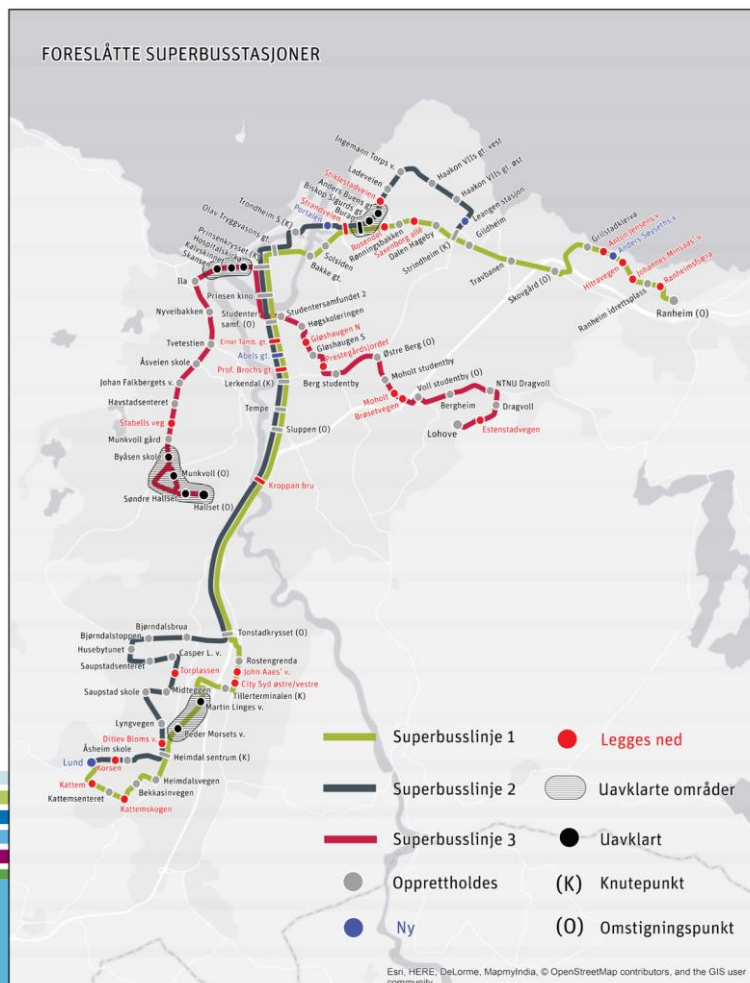 FORESLÅTTE SUPERBUSSTASJONER
Ingemann Torps v.
Ladeveien
Stiklestadveien
Anders Buens gt.
Biskop Sigurds gt.
Buran
Strandveien
Portalen
Trondheim S (K)
Olav Tryggvasons gt.
Prinsenkrysset (K)
Hospitalskirka
Kalvskinnet
Skansen
Haakon VIIs gt. vest
Haakon VIIs gt. øst
Leangen stasjon
Gildheim
Rosendal
Rønningsbakken
Saxenborg allé
Dalen Hageby
Strindheim (K)
Solsiden
Bakke gt.
Travbanen
Skovgård (O)
Grilstadkleiva
Anton Jensens v.
Anders Søyseths v.
Hitravegen
Johannes Minsaas' v.
Ranheimsfjæra
Ranheim idrettsplass
Ranheim (O)
Ila
Prinsen kino
Studenter
samf. (O)
Studentersamfundet 2
Høgskoleringen
Nyveibakken
Einar Tamb. gt.
Gløshaugen N
Gløshaugen S
Abels gt.
Prestegårdsjordet
Tvetestien
Prof. Brochs gt.
Østre Berg (O)
Åsveien skole
Lerkendal (K)
Berg studentby
Moholt studentby
Johan Falkbergets v.
Voll studentby (O)
NTNU Dragvoll
Havstadsenteret
Tempe
Moholt
Brøsetvegen
Bergheim
Dragvoll
Stabells veg
Sluppen (O)
Lohove
Estenstadvegen
Munkvoll gård
Byåsen skole
Munkvoll (O)
Kroppan bru
Søndre Hallset
Hallset (O)
Bjørndalsbrua
Bjørndalstoppen
Tonstadkrysset (O)
Husebytunet
Casper L. v.
Saupstadsenteret
Rostengrenda
Torplassen
John Aaes' v.
City Syd østre/vestre
Saupstad skole
Midteggen
Tillerterminalen (K)
Martin Linges v.
Lyngvegen
Peder Morsets v.
Ditlev Bloms v.
Åsheim skole
Lund
Korsen
Heimdal sentrum (K)
Kattem
Heimdalsvegen
Bekkasinvegen
Kattemsenteret
Kattemskogen
Superbusslinje 1
Legges ned
Superbusslinje 2
Uavklarte områder
Superbusslinje 3
Uavklart
Opprettholdes
(K) Knutepunkt
Ny
(O) Omstigningspunkt
Esri, HERE, DeLorme, MapmyIndia, © OpenStreetMap contributors, and the GIS user
community